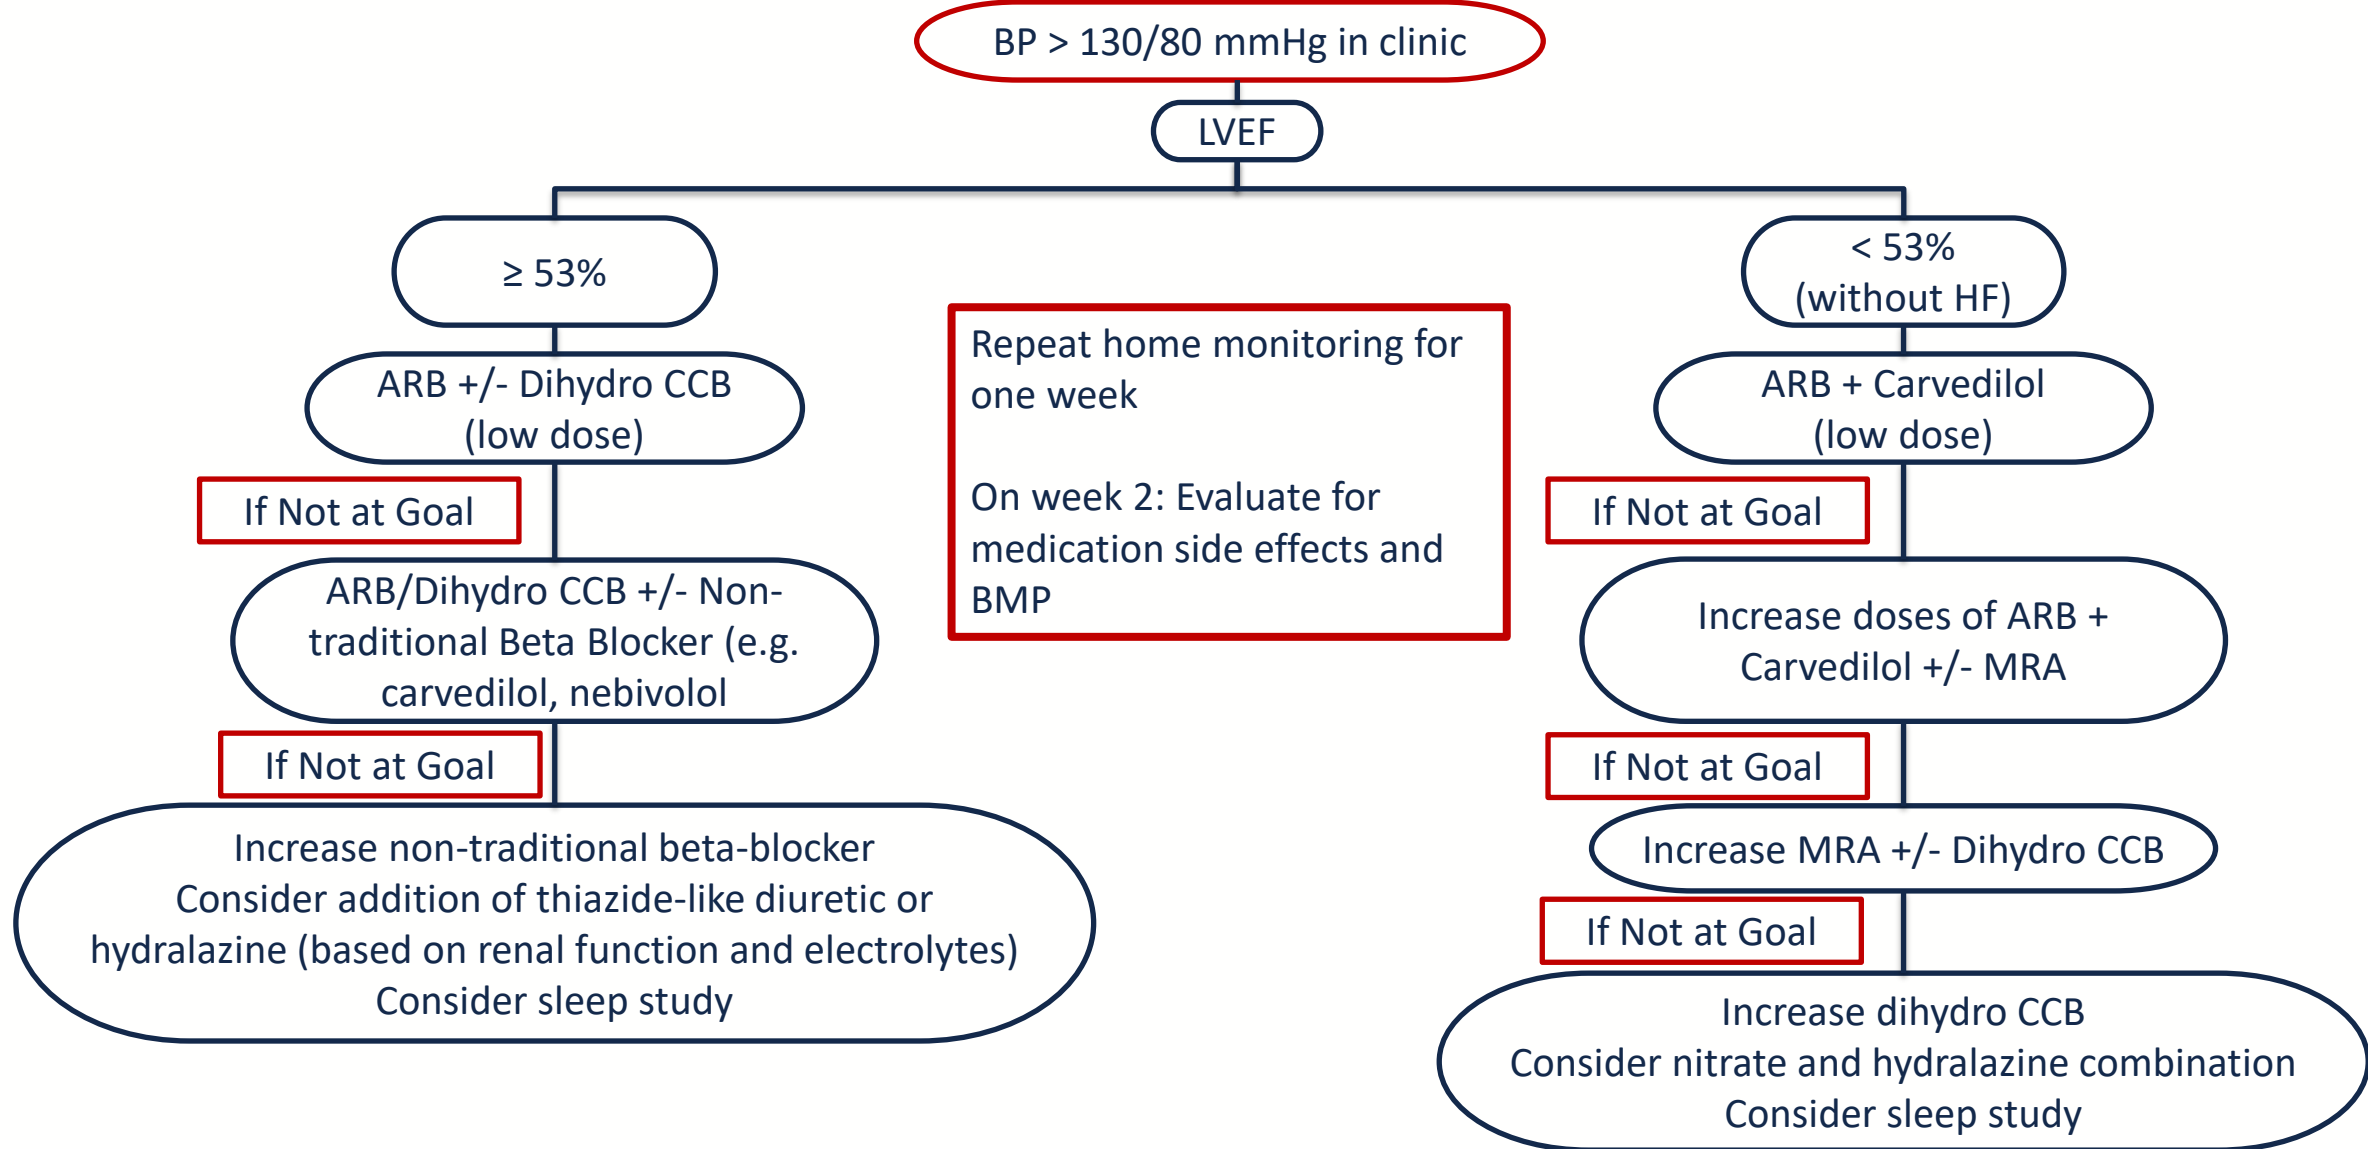 BP > 130/80 mmHg in clinic
LVEF
≥ 53%
ARB +/- Dihydro CCB
(low dose)
If Not at Goal
ARB/Dihydro CCB +/- Non-
traditional Beta Blocker (e.g.
carvedilol, nebivolol
If Not at Goal
Increase non-traditional beta-blocker
Consider addition of thiazide-like diuretic or
hydralazine (based on renal function and electrolytes)
Consider sleep study
Repeat home monitoring for
one week
On week 2: Evaluate for
medication side effects and
BMP
< 53%
(without HF)
ARB + Carvedilol
(low dose)
If Not at Goal
Increase doses of ARB +
Carvedilol +/- MRA
If Not at Goal
Increase MRA +/- Dihydro CCB
If Not at Goal
Increase dihydro CCB
Consider nitrate and hydralazine combination
Consider sleep study